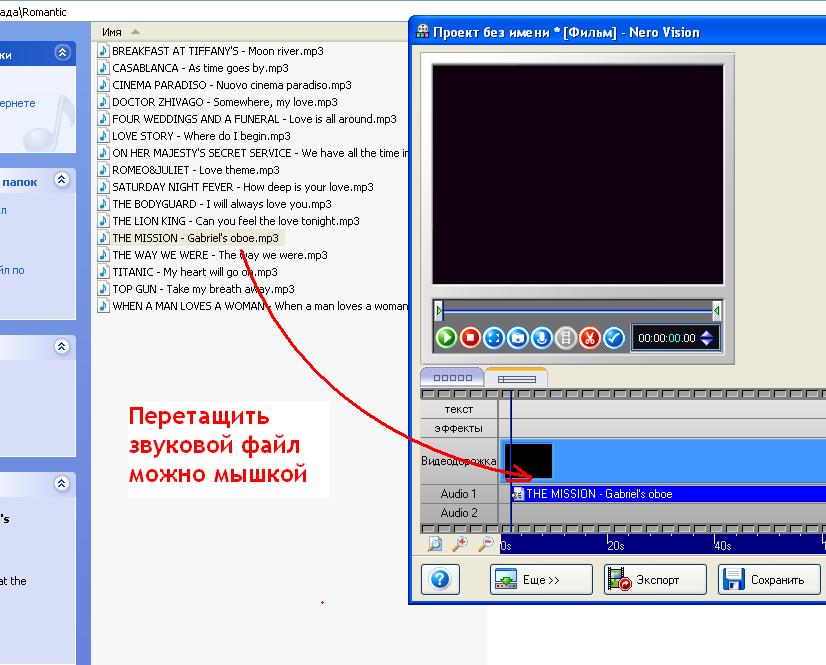 ада\Romantic
Имя
BREAKFAST AT TIFFANY'S - Moon river.mp3
CASABLANCA - As time goes by.mp3
CINEMA PARADISO - Nuovo cinema paradiso.mp3
DOCTOR ZHIVAGO - Somewhere, my love.mp3
FOUR WEDDINGS AND A FUNERAL - Love is all around.mp3
LOVE STORY - Where do I begin.mp3
ON HER MAJESTY'S SECRET SERVICE - We have all the time in
ROMEO&JULIET - Love theme.mp3
SATURDAY NIGHT FEVER - How deep is your love.mp3
THE BODYGUARD - I will always love you.mp3
THE LION KING - Can you feel the love tonight.mp3
THE MISSION - Gabriel's oboe.mp3
THE WAY WE WERE - The way we were.mp3
TITANIC - My heart will go on.mp3
TOP GUN - Take my breath away.mp3
WHEN A MAN LOVES A WOMAN - When a man loves a woman
ки
ернете
папок
л
йл по
's
at the
Перетащить
звуковой файл
можно мышкой
Проект без имени * [Фильм] - Nero Vision
00:00:00.00
текст
эффекты
Видеодорожка
Audio 1
THE MISSION - Gabriel's oboe
Audio 2
0s 20s 40s
Еще >> Экспорт Сохранить